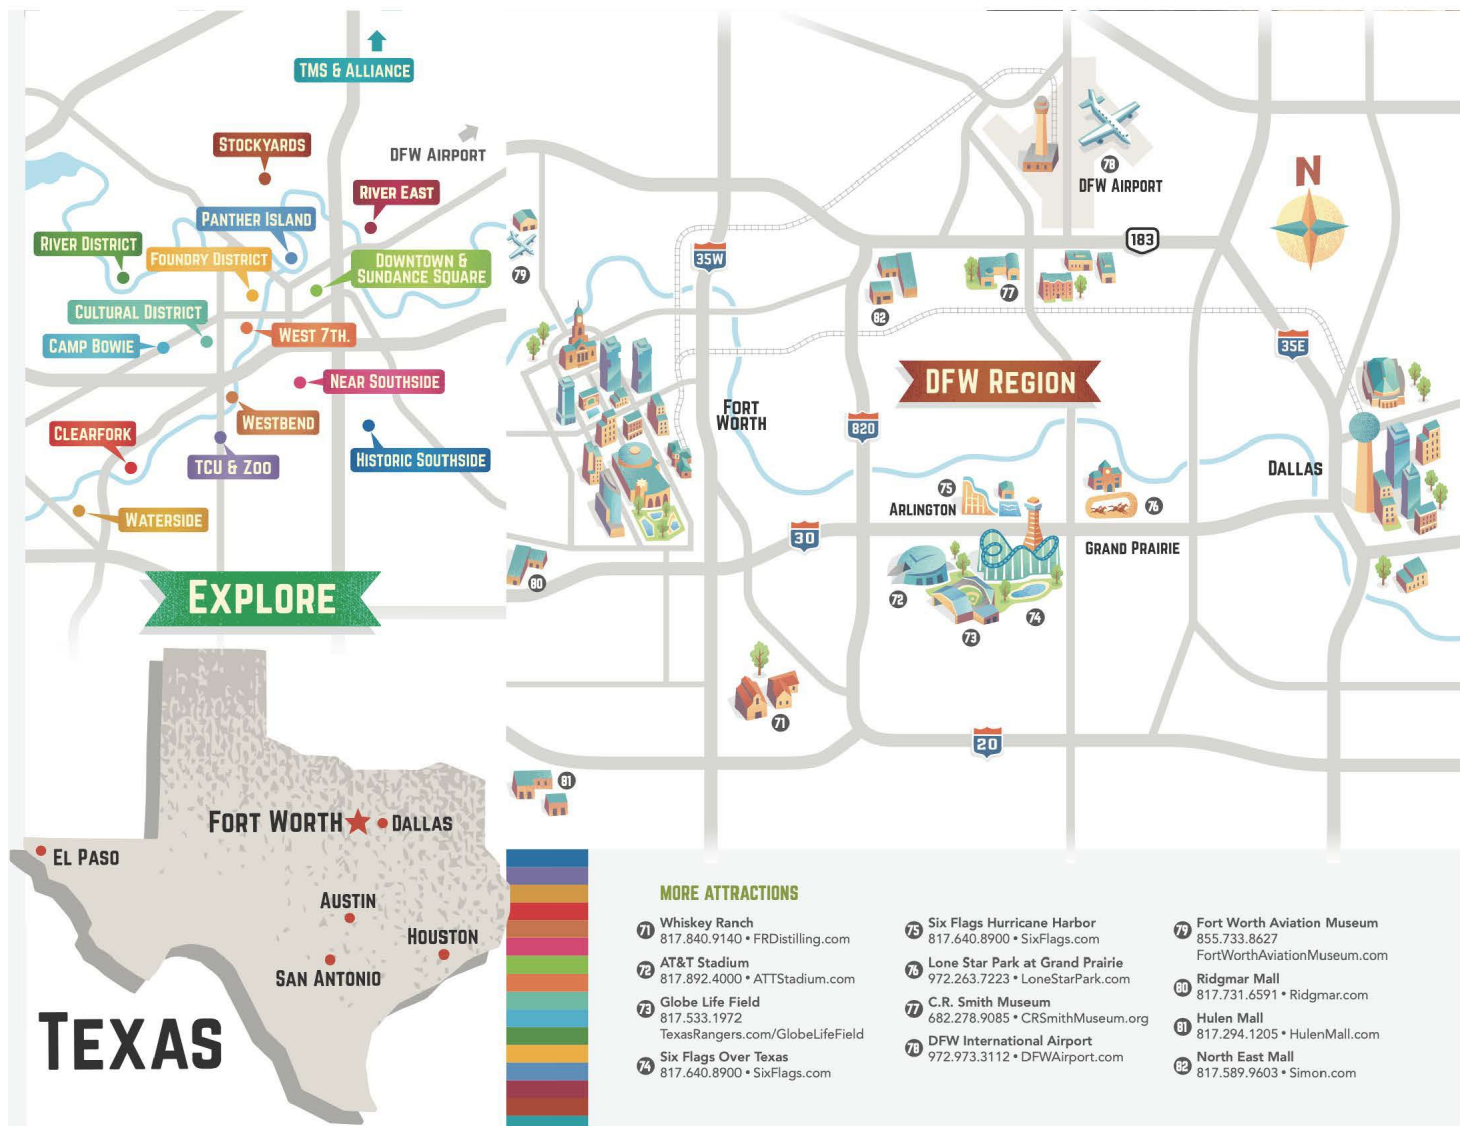 TMS & ALLIANCE
STOCKYARDS
DFW AIRPORT
RIVER EAST
PANTHER ISLAND
RIVER DISTRICT
FOUNDRY DISTRICT
DOWNTOWN &
SUNDANCE SQUARE
CULTURAL DISTRICT
CAMP BOWIE
WEST 7TH.
NEAR SOUTHSIDE
WESTBEND
CLEARFORK
TCU & ZOO
HISTORIC SOUTHSIDE
WATERSIDE
EXPLORE
FORT WORTH
DALLAS
EL PASO
AUSTIN
HOUSTON
SAN ANTONIO
TEXAS
78
DFW AIRPORT
N
183
79
35W
77
82
35E
DFW REGION
FORT
WORTH
820
DALLAS
75
ARLINGTON
76
30
GRAND PRAIRIE
80
72
74
73
71
20
81
MORE ATTRACTIONS
71 Whiskey Ranch
817.840.9140 • FRDistilling.com
72 AT&T Stadium
817.892.4000 • ATTStadium.com
73 Globe Life Field
817.533.1972
TexasRangers.com/GlobeLifeField
74 Six Flags Over Texas
817.640.8900 • SixFlags.com
75 Six Flags Hurricane Harbor
817.640.8900 • SixFlags.com
76 Lone Star Park at Grand Prairie
972.263.7223 • LoneStarPark.com
77 C.R. Smith Museum
682.278.9085 • CRSmithMuseum.org
78 DFW International Airport
972.973.3112 • DFWAirport.com
79 Fort Worth Aviation Museum
855.733.8627
FortWorthAviationMuseum.com
80 Ridgmar Mall
817.731.6591 • Ridgmar.com
81 Hulen Mall
817.294.1205 • HulenMall.com
82 North East Mall
817.589.9603 • Simon.com